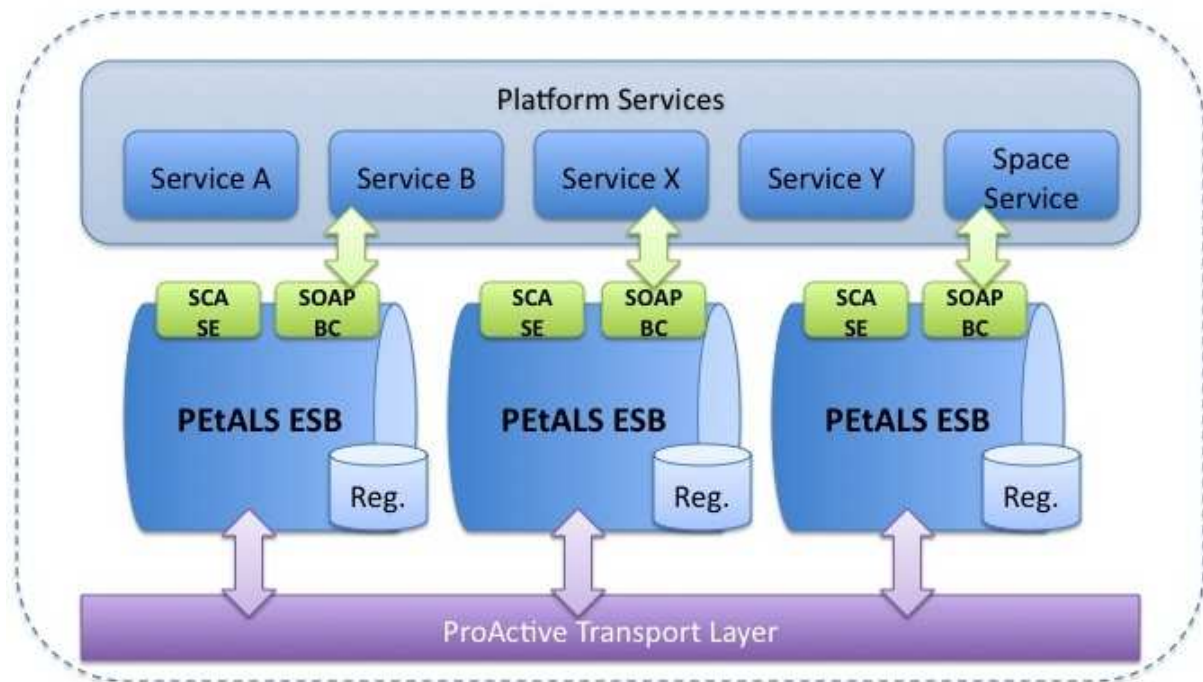 Platform Services
Service A
Service B
Service X
Service Y
Space
Service
SCA
SE
SOAP
BC
SCA
SE
SOAP
BC
SCA
SE
SOAP
BC
PEtALS ESB
PEtALS ESB
PEtALS ESB
Reg.
Reg.
Reg.
ProActive Transport Layer